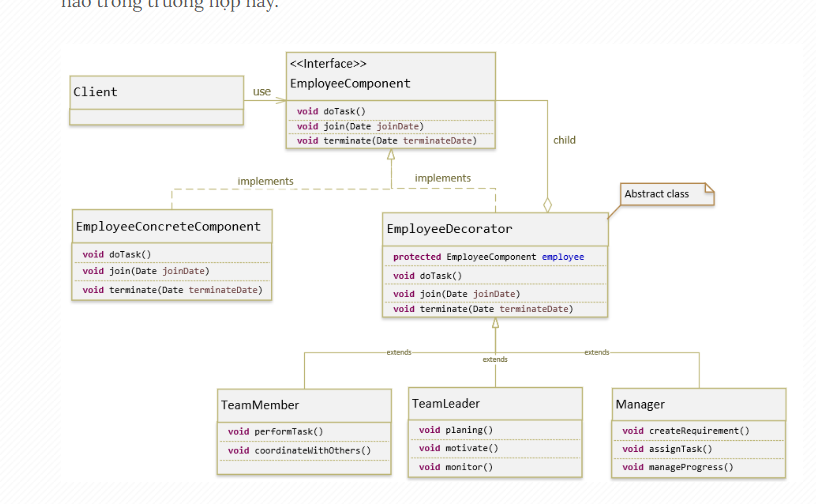 nào trong trường hợp này.
<<Interface>>
EmployeeComponent
void doTask()
void join(Date joinDate)
void terminate(Date terminateDate)
Client
use
child
implements
implements
Abstract class
EmployeeConcreteComponent
void doTask()
void join(Date joinDate)
void terminate(Date terminateDate)
EmployeeDecorator
protected EmployeeComponent employee
void doTask()
void join(Date joinDate)
void terminate(Date terminateDate)
extends
extends
extends
TeamMember
void performTask()
void coordinateWithOthers()
TeamLeader
void planing()
void motivate()
void monitor()
Manager
void createRequirement()
void assignTask()
void manageProgress()